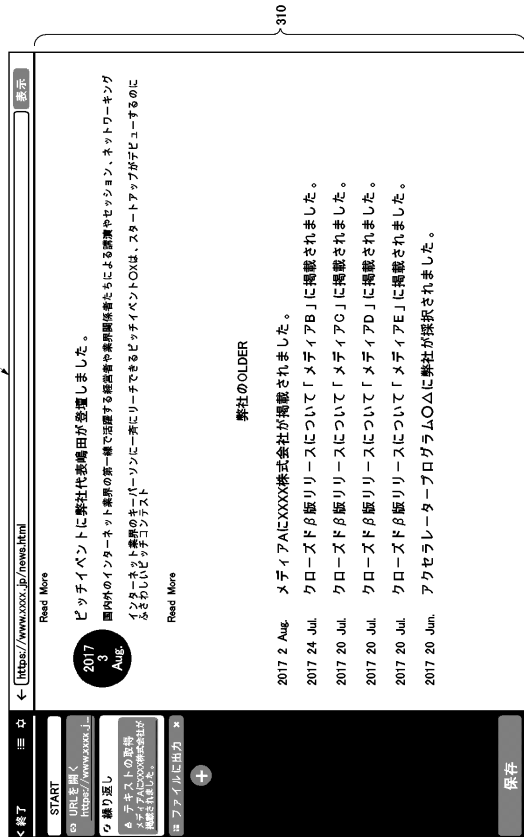 < 終了
START
URLを開く
https://www.xxxx.j…
繰り返し
テキストの取得
メディアAにXXXX株式会社が
掲載されました。
ファイルに出力 ×
+
保存
← https://www.xxxx.jp/news.html 表示
Read More
2017
3
Aug.
ピッチイベントに弊社代表嶋田が登壇しました。
国内外のインターネット業界の第一線で活躍する経営者や業界関係者たちによる講演やセッション、ネットワーキング
インターネット業界のキーパーソンに一斉にリーチできるピッチイベント〇Xは、スタートアップがデビューするのに
ふさわしいピッチコンテスト
Read More
弊社のOLDER
2017 2 Aug. メディアAにXXXX株式会社が掲載されました。
2017 24 Jul. クローズドβ版リリースについて「メディアB」に掲載されました。
2017 20 Jul. クローズドβ版リリースについて「メディアC」に掲載されました。
2017 20 Jul. クローズドβ版リリースについて「メディアD」に掲載されました。
2017 20 Jul. クローズドβ版リリースについて「メディアE」に掲載されました。
2017 20 Jun. アクセラレータープログラム〇△に弊社が採択されました。
310